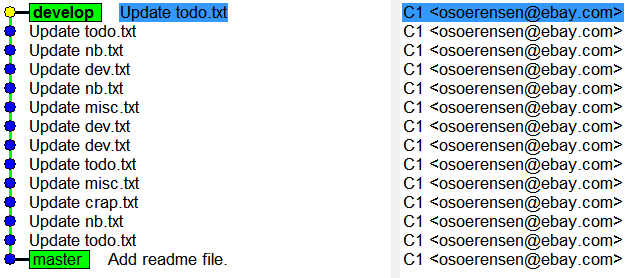 develop Update todo.txt C1 <osoerensen@ebay.com>
Update todo.txt C1 <osoerensen@ebay.com>
Update nb.txt C1 <osoerensen@ebay.com>
Update dev.txt C1 <osoerensen@ebay.com>
Update nb.txt C1 <osoerensen@ebay.com>
Update misc.txt C1 <osoerensen@ebay.com>
Update dev.txt C1 <osoerensen@ebay.com>
Update dev.txt C1 <osoerensen@ebay.com>
Update todo.txt C1 <osoerensen@ebay.com>
Update misc.txt C1 <osoerensen@ebay.com>
Update crap.txt C1 <osoerensen@ebay.com>
Update nb.txt C1 <osoerensen@ebay.com>
Update todo.txt C1 <osoerensen@ebay.com>
master Add readme file. C1 <osoerensen@ebay.com>